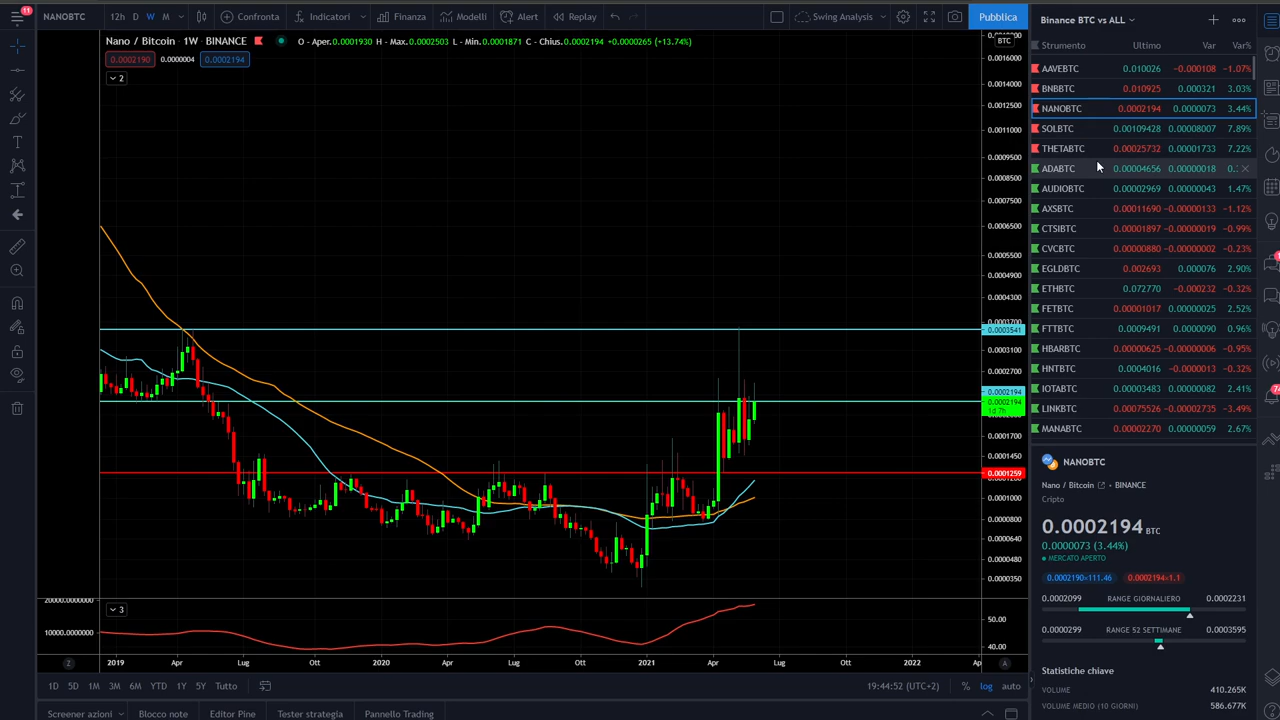 11
NANOBTC
12h D W M
Confronta
Indicatori
Finanza
Modelli
Alert
Replay
Swing Analysis
Pubblica
Nano / Bitcoin · 1W · BINANCE O - Aper.0.0001930 H - Max.0.0002503 L - Min.0.0001871 C - Chius.0.0002194 +0.0000265 (+13.74%)
0.0002190 0.0000004 0.0002194
2
BTC
0.0016000
0.0014000
0.0012500
0.0011000
0.0009500
0.0008500
0.0007500
0.0006500
0.0005500
0.0004900
0.0004300
0.0003700
0.0003541
0.0003100
0.0002700
0.0002194
0.0002194
1d 7h
0.0001700
0.0001450
0.0001259
0.0001000
0.0000800
0.0000640
0.0000480
0.0000350
3
20000.0000000
10000.0000000
50.00
40.00
Z 2019 Apr Lug Ott 2020 Apr Lug Ott 2021 Apr Lug Ott 2022 A
1D 5D 1M 3M 6M YTD 1Y 5Y Tutto
19:44:52 (UTC+2) % log auto
Screener azioni Blocco note Editor Pine Tester strategia Pannello Trading
Binance BTC vs ALL
Strumento Ultimo Var Var%
AAVEBTC 0.010026 −0.000108 −1.07%
BNBBTC 0.010925 0.000321 3.03%
NANOBTC 0.0002194 0.0000073 3.44%
SOLBTC 0.00109428 0.00008007 7.89%
THETABTC 0.00025732 0.00001733 7.22%
ADABTC 0.00004656 0.00000018
AUDIOBTC 0.00002969 0.00000043 1.47%
AXSBTC 0.00011690 −0.00000133 −1.12%
CTSIBTC 0.00001897 −0.00000019 −0.99%
CVCBTC 0.00000880 −0.00000002 −0.23%
EGLDBTC 0.002693 0.000076 2.90%
ETHBTC 0.072770 −0.000232 −0.32%
FETBTC 0.00001017 0.00000025 2.52%
FTTBTC 0.0009491 0.0000090 0.96%
HBARBTC 0.00000625 −0.00000006 −0.95%
HNTBTC 0.0004016 −0.0000013 −0.32%
IOTABTC 0.00003483 0.00000082 2.41%
LINKBTC 0.00075526 −0.00002735 −3.49%
MANABTC 0.00002270 0.00000059 2.67%
NANOBTC
Nano / Bitcoin • BINANCE
Cripto
0.0002194 BTC
0.0000073 (3.44%)
MERCATO APERTO
0.0002190×111.46 0.0002194×1.1
0.0002099 RANGE GIORNALIERO 0.0002231
0.0000299 RANGE 52 SETTIMANE 0.0003595
Statistiche chiave
VOLUME 410.265K
VOLUME MEDIO (10 GIORNI) 586.677K